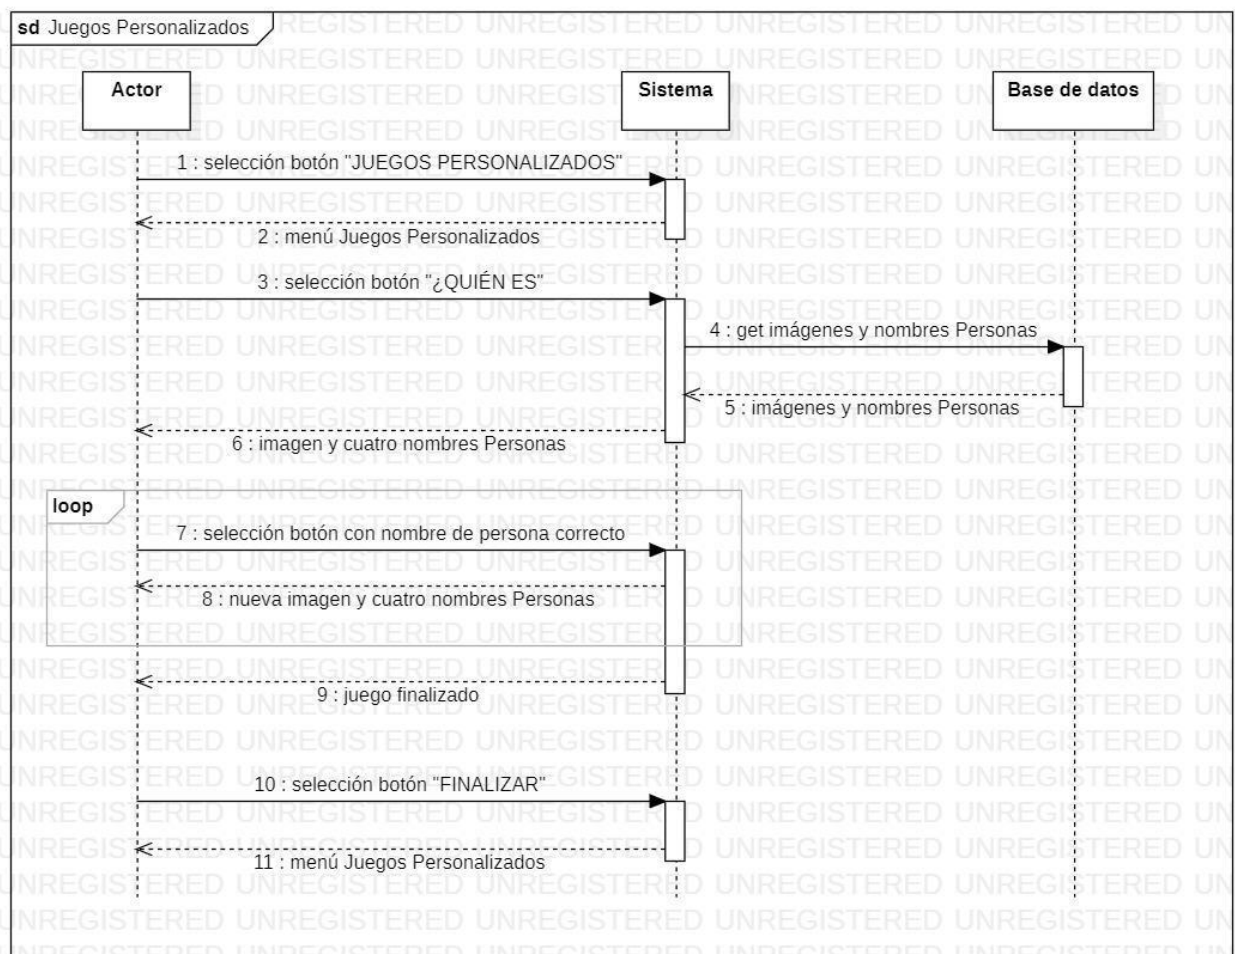 sd Juegos Personalizados
Actor
Sistema
Base de datos
1 : selección botón "JUEGOS PERSONALIZADOS"
2 : menú Juegos Personalizados
3 : selección botón "¿QUIÉN ES"
4 : get imágenes y nombres Personas
5 : imágenes y nombres Personas
6 : imagen y cuatro nombres Personas
loop
7 : selección botón con nombre de persona correcto
8 : nueva imagen y cuatro nombres Personas
9 : juego finalizado
10 : selección botón "FINALIZAR"
11 : menú Juegos Personalizados
UNREGISTERED